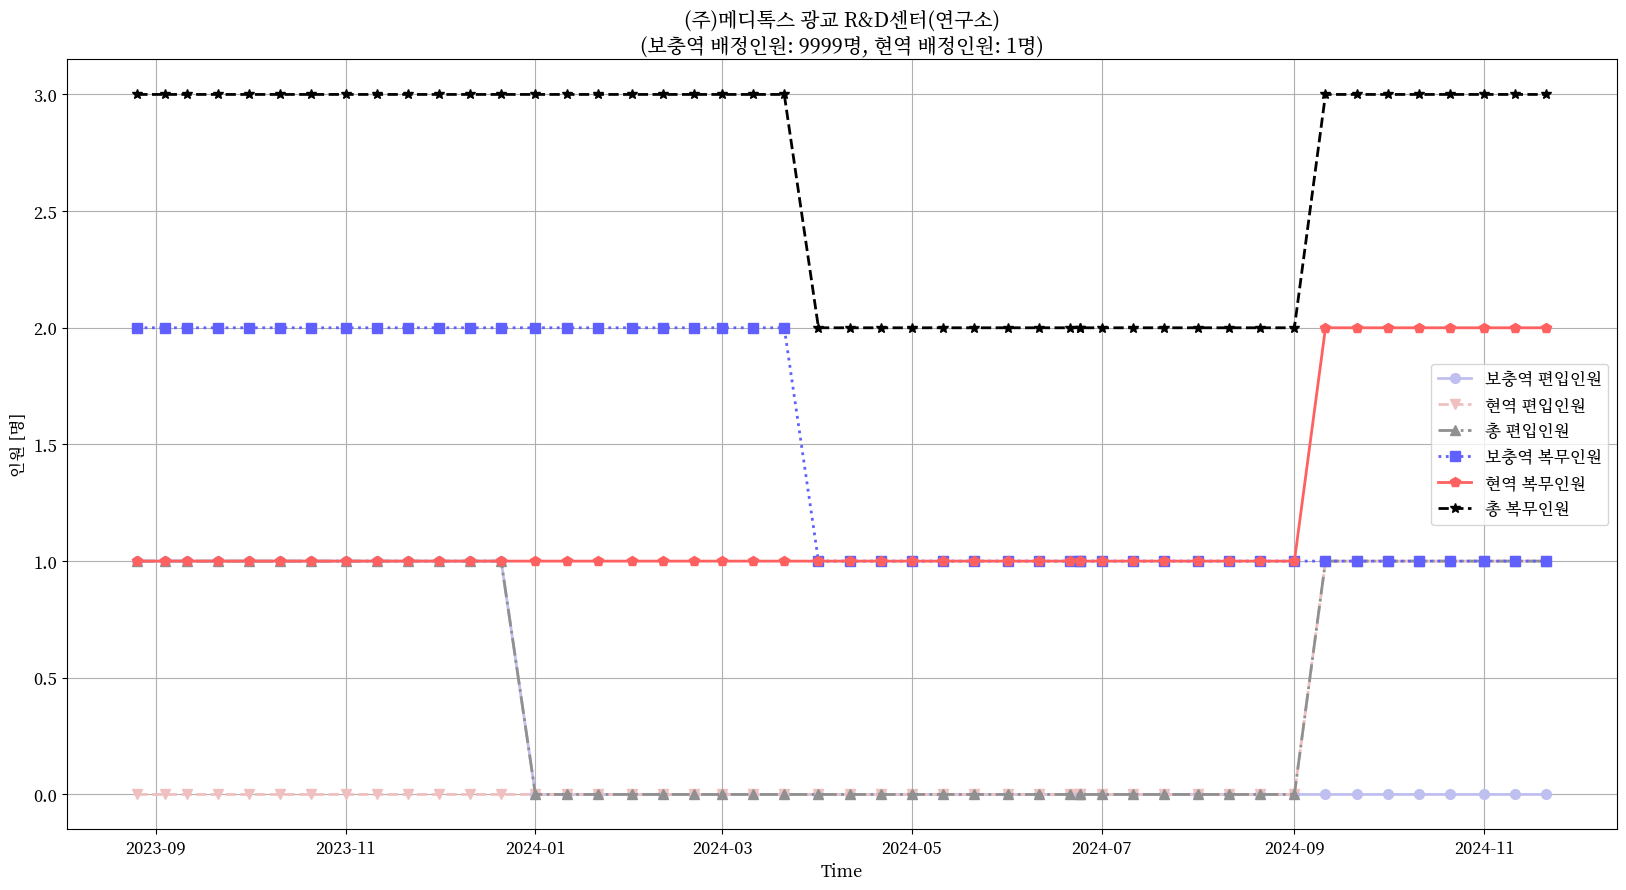 (주)메디톡스 광교 R&D센터(연구소)
(보충역 배정인원: 9999명, 현역 배정인원: 1명)
3.0
2.5
2.0
1.5
1.0
0.5
0.0
인원 [명]
보충역 편입인원
현역 편입인원
총 편입인원
보충역 복무인원
현역 복무인원
총 복무인원
2023-09
2023-11
2024-01
2024-03
2024-05
2024-07
2024-09
2024-11
Time